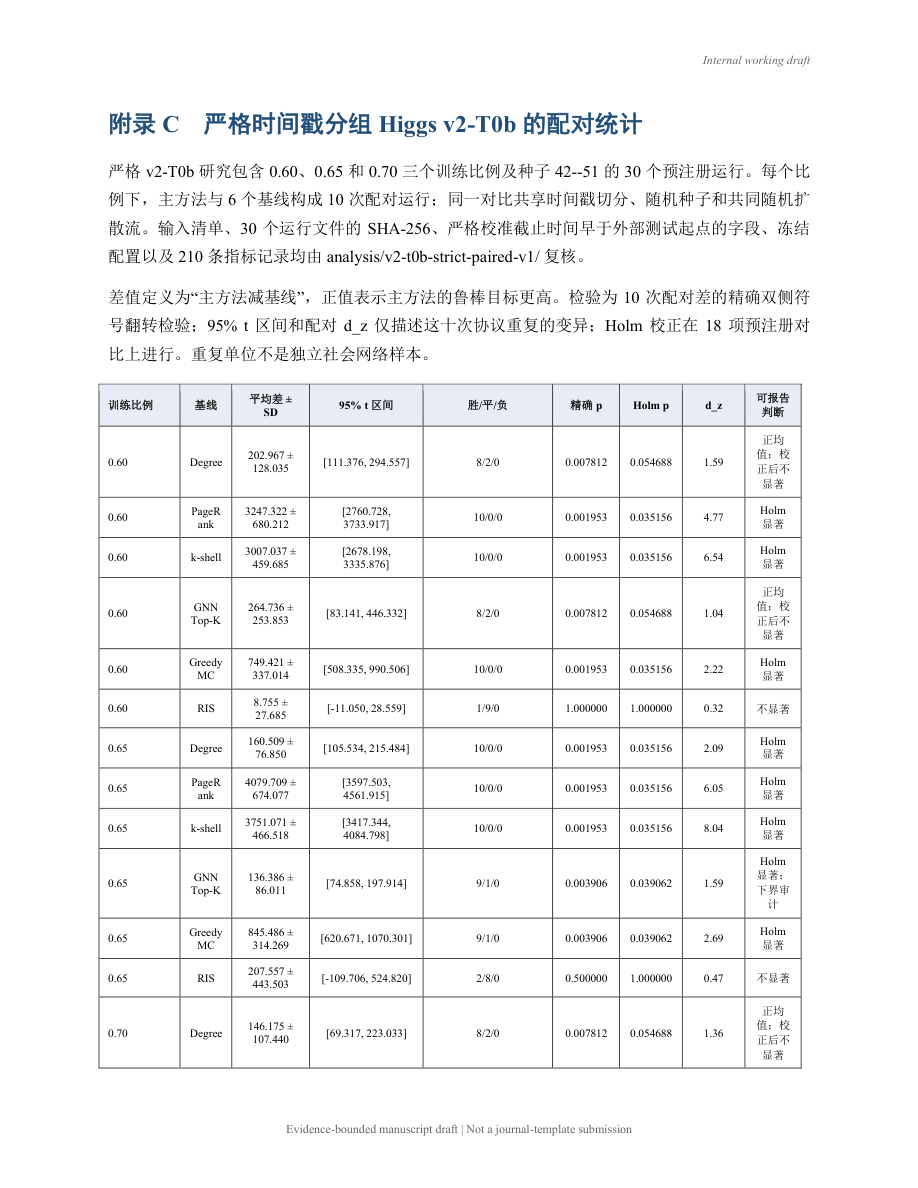 Internal working draft
附录 C 严格时间戳分组 Higgs v2-T0b 的配对统计
严格 v2-T0b 研究包含 0.60、0.65 和 0.70 三个训练比例及种子 42--51 的 30 个预注册运行。每个比
例下，主方法与 6 个基线构成 10 次配对运行；同一对比共享时间戳切分、随机种子和共同随机扩
散流。输入清单、30 个运行文件的 SHA-256、严格校准截止时间早于外部测试起点的字段、冻结
配置以及 210 条指标记录均由 analysis/v2-t0b-strict-paired-v1/ 复核。
差值定义为“主方法减基线”，正值表示主方法的鲁棒目标更高。检验为 10 次配对差的精确双侧符
号翻转检验；95% t 区间和配对 d_z 仅描述这十次协议重复的变异；Holm 校正在 18 项预注册对
比上进行。重复单位不是独立社会网络样本。
训练比例 基线 平均差 ± SD 95% t 区间 胜/平/负 精确 p Holm p d_z 可报告判断
0.60 Degree 202.967 ± 128.035 [111.376, 294.557] 8/2/0 0.007812 0.054688 1.59 正均值；校正后不显著
0.60 PageRank 3247.322 ± 680.212 [2760.728, 3733.917] 10/0/0 0.001953 0.035156 4.77 Holm 显著
0.60 k-shell 3007.037 ± 459.685 [2678.198, 3335.876] 10/0/0 0.001953 0.035156 6.54 Holm 显著
0.60 GNN Top-K 264.736 ± 253.853 [83.141, 446.332] 8/2/0 0.007812 0.054688 1.04 正均值；校正后不显著
0.60 Greedy MC 749.421 ± 337.014 [508.335, 990.506] 10/0/0 0.001953 0.035156 2.22 Holm 显著
0.60 RIS 8.755 ± 27.685 [-11.050, 28.559] 1/9/0 1.000000 1.000000 0.32 不显著
0.65 Degree 160.509 ± 76.850 [105.534, 215.484] 10/0/0 0.001953 0.035156 2.09 Holm 显著
0.65 PageRank 4079.709 ± 674.077 [3597.503, 4561.915] 10/0/0 0.001953 0.035156 6.05 Holm 显著
0.65 k-shell 3751.071 ± 466.518 [3417.344, 4084.798] 10/0/0 0.001953 0.035156 8.04 Holm 显著
0.65 GNN Top-K 136.386 ± 86.011 [74.858, 197.914] 9/1/0 0.003906 0.039062 1.59 Holm 显著；下界审计
0.65 Greedy MC 845.486 ± 314.269 [620.671, 1070.301] 9/1/0 0.003906 0.039062 2.69 Holm 显著
0.65 RIS 207.557 ± 443.503 [-109.706, 524.820] 2/8/0 0.500000 1.000000 0.47 不显著
0.70 Degree 146.175 ± 107.440 [69.317, 223.033] 8/2/0 0.007812 0.054688 1.36 正均值；校正后不显著
Evidence-bounded manuscript draft | Not a journal-template submission